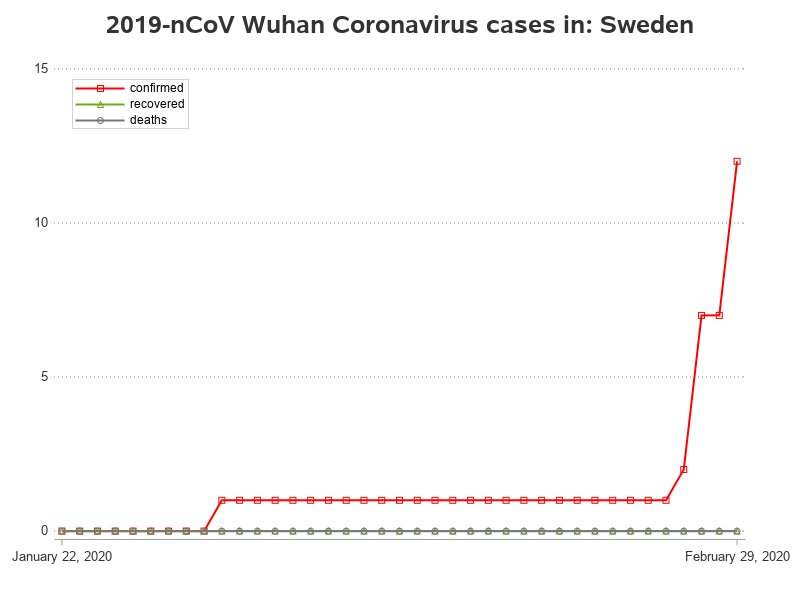 2019-nCoV Wuhan Coronavirus cases in: Sweden
15
confirmed
recovered
deaths
10
5
0
January 22, 2020
February 29, 2020